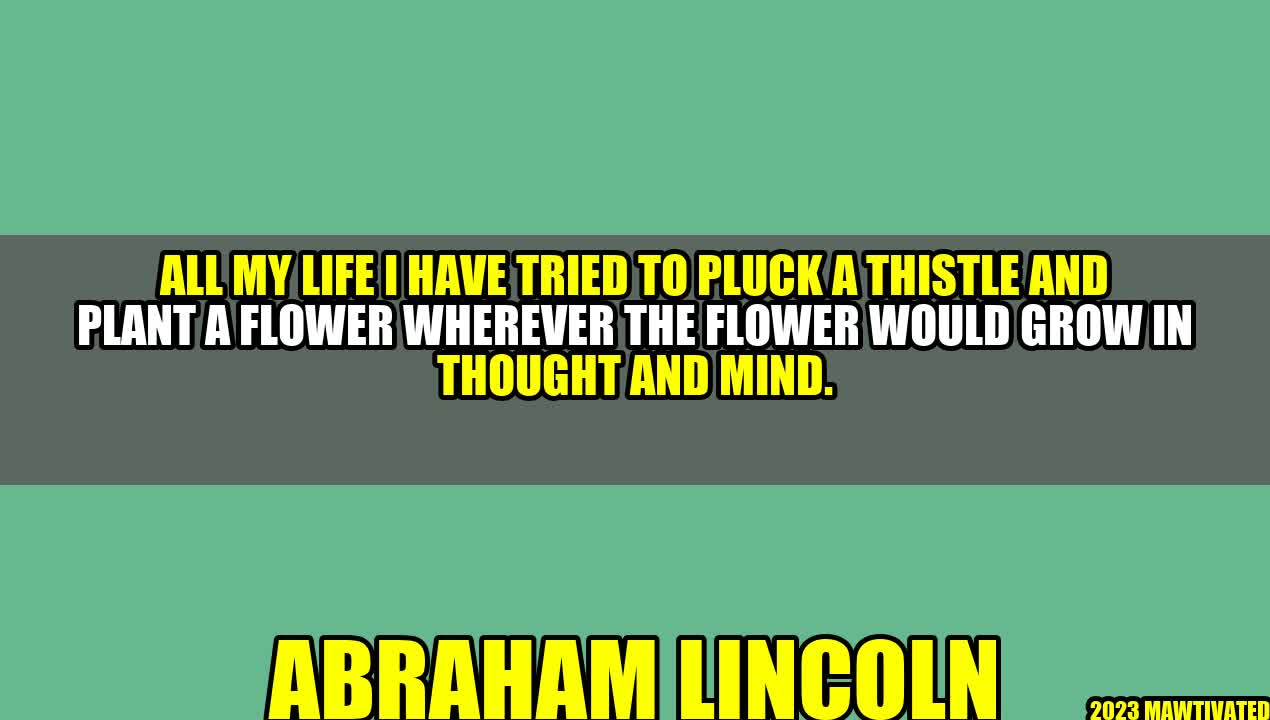 ALL MY LIFE I HAVE TRIED TO PLUCK A THISTLE AND
PLANT A FLOWER WHEREVER THE FLOWER WOULD GROW IN
THOUGHT AND MIND.
ABRAHAM LINCOLN
2023 MAWTIVATED